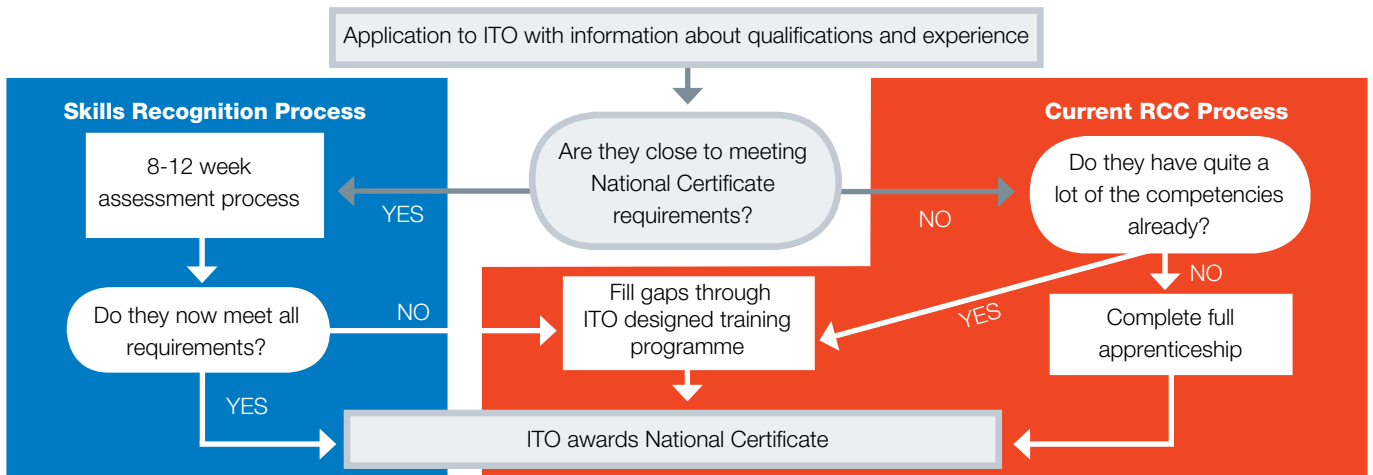 Application to ITO with information about qualifications and experience
Skills Recognition Process
8-12 week
assessment process
YES
Are they close to meeting
National Certificate
requirements?
NO
Current RCC Process
Do they have quite a
lot of the competencies
already?
Do they now meet all
requirements?
NO
YES
Fill gaps through
ITO designed training
programme
YES
NO
Complete full
apprenticeship
ITO awards National Certificate